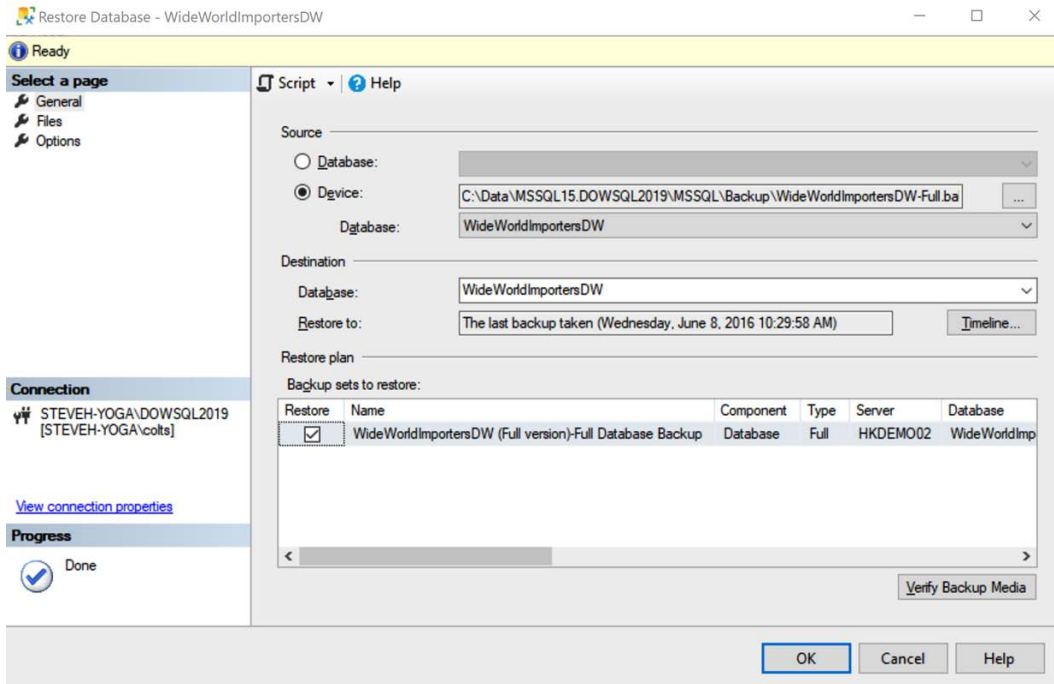 Restore Database - WideWorldImportersDW
Ready
Select a page
General
Files
Options
Script
Help
Source
Database:
Device:
C:\Data\MSSQL15.DOWSQL2019\MSSQL\Backup\WideWorldImportersDW-Full.ba
...
Database:
WideWorldImportersDW
Destination
Database:
WideWorldImportersDW
Restore to:
The last backup taken (Wednesday, June 8, 2016 10:29:58 AM)
Timeline...
Restore plan
Backup sets to restore:
Restore Name Component Type Server Database
WideWorldImportersDW (Full version)-Full Database Backup Database Full HKDEMO02 WideWorldImp
Verify Backup Media
Connection
STEVEH-YOGA\DOWSQL2019
[STEVEH-YOGA\colts]
View connection properties
Progress
Done
OK Cancel Help